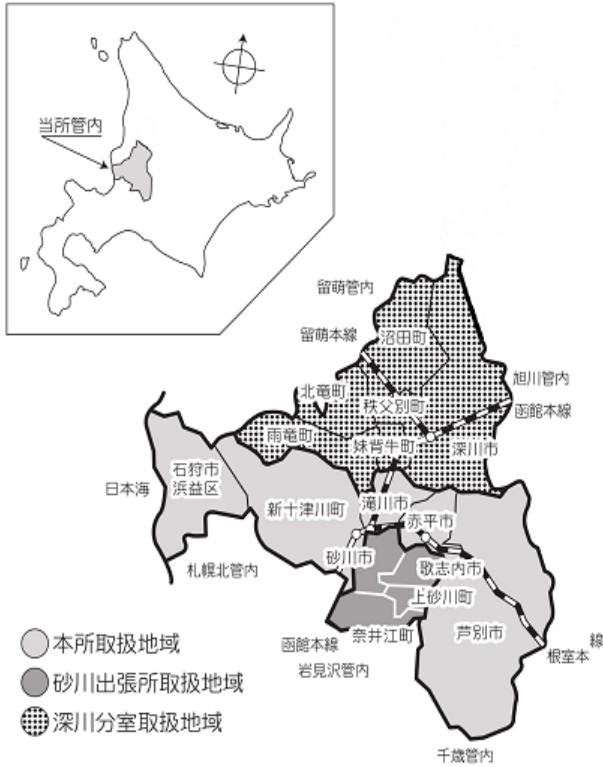 当所管内
留萌管内
留萌本線
沼田町
旭川管内
北竜町
秩父別町
函館本線
雨竜町
妹背牛町
深川市
石狩市
浜益区
日本海
新十津川町
滝川市
赤平市
砂川市
札幌北管内
歌志内市
上砂川町
奈井江町
芦別市
函館本線
岩見沢管内
線
根室本
千歳管内
本所取扱地域
砂川出張所取扱地域
深川分室取扱地域